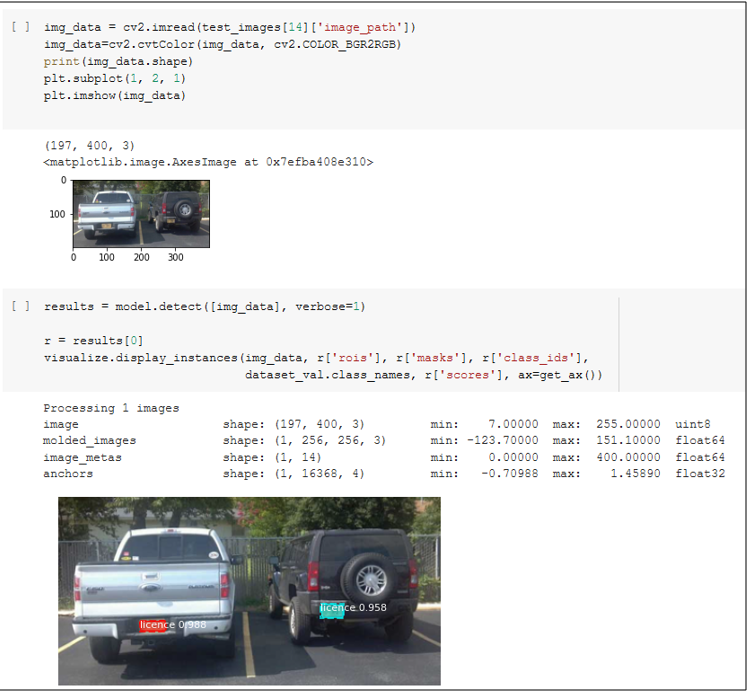 [ ] img_data = cv2.imread(test_images[14]['image_path'])
img_data=cv2.cvtColor(img_data, cv2.COLOR_BGR2RGB)
print(img_data.shape)
plt.subplot(1, 2, 1)
plt.imshow(img_data)
(197, 400, 3)
<matplotlib.image.AxesImage at 0x7efba408e310>
0
100
0 100 200 300
[ ] results = model.detect([img_data], verbose=1)
r = results[0]
visualize.display_instances(img_data, r['rois'], r['masks'], r['class_ids'],
dataset_val.class_names, r['scores'], ax=get_ax())
Processing 1 images
image shape: (197, 400, 3) min: 7.00000 max: 255.00000 uint8
molded_images shape: (1, 256, 256, 3) min: -123.70000 max: 151.10000 float64
image_metas shape: (1, 14) min: 0.00000 max: 400.00000 float64
anchors shape: (1, 16368, 4) min: -0.70988 max: 1.45890 float32
licence 0.958
licence 0.988